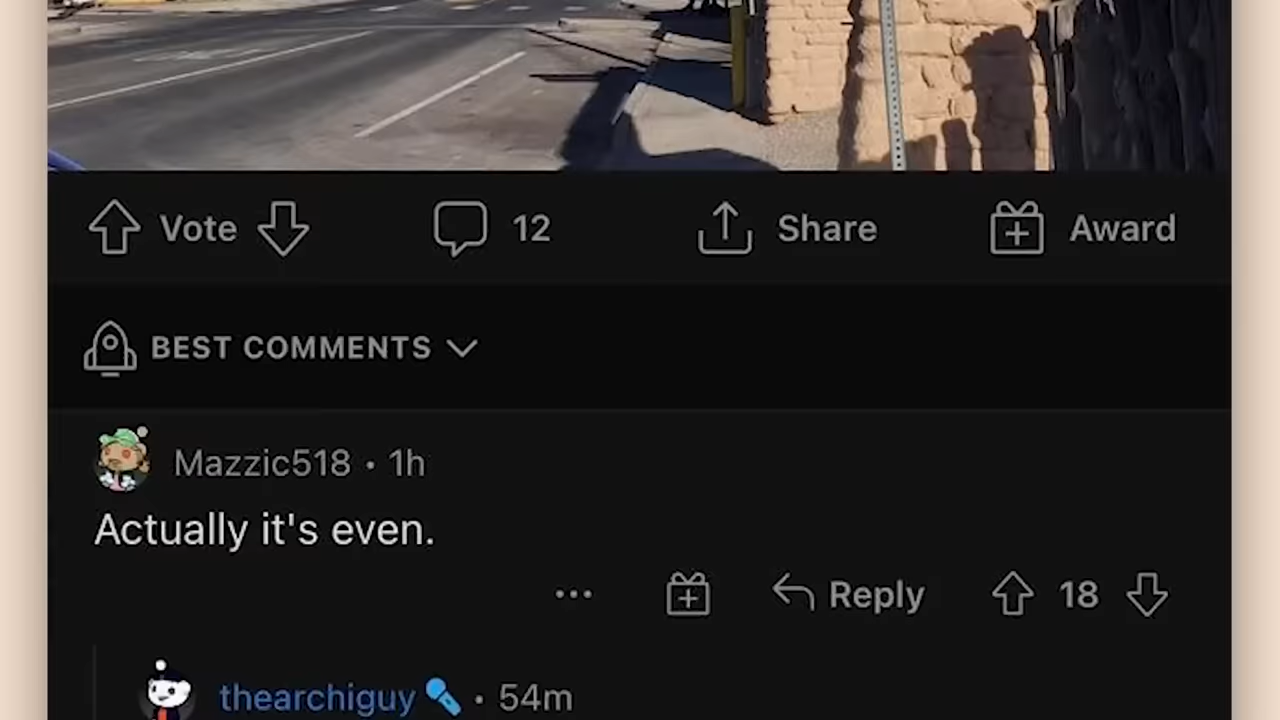 Vote 12 Share Award
BEST COMMENTS
Mazzic518 • 1h
Actually it's even.
... Reply 18
thearchiguy • 54m